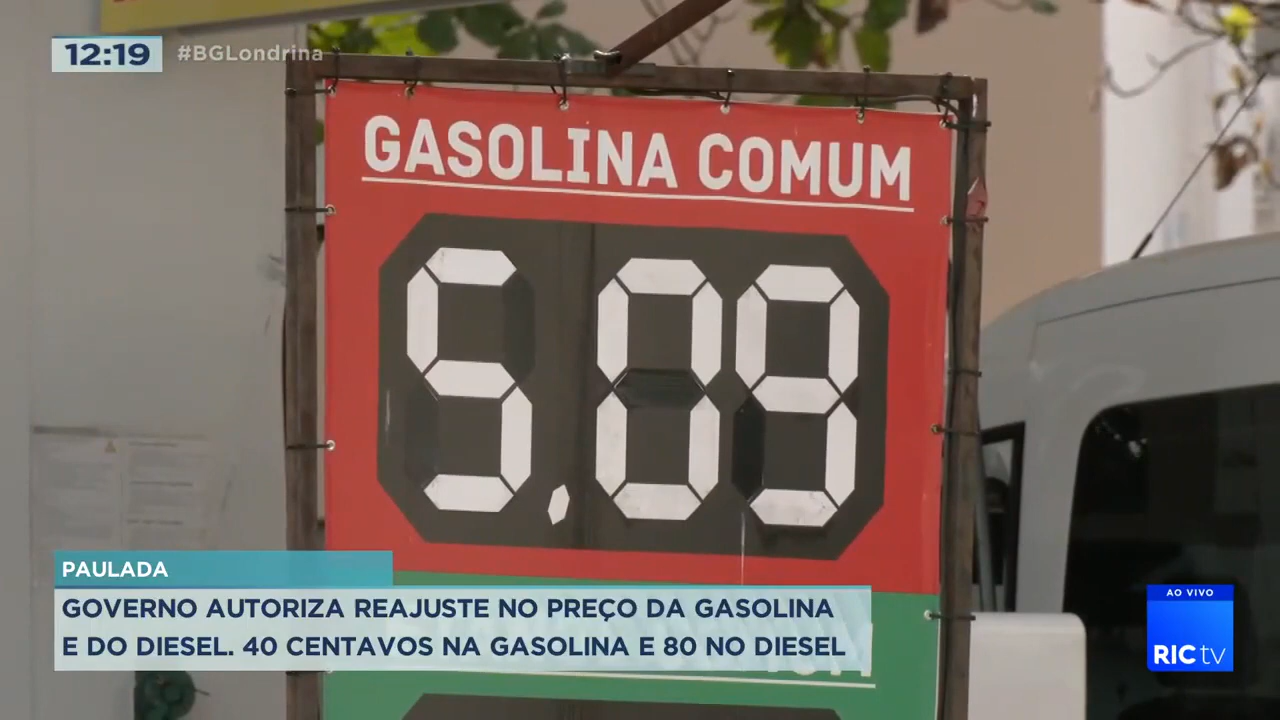 12:19 #BGLondrina
GASOLINA COMUM
5.09
PAULADA
GOVERNO AUTORIZA REAJUSTE NO PREÇO DA GASOLINA
E DO DIESEL. 40 CENTAVOS NA GASOLINA E 80 NO DIESEL
AO VIVO
RIC tv